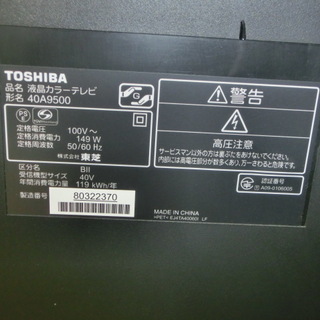 TOSHIBA
品名 液晶カラーテレビ
形名 40A9500
定格電圧 100V～
定格消費電力 149 W
定格周波数 50/60 Hz
株式会社 東芝
区分名 BII
受信機型サイズ 40V
年間消費電力量 119 kWh/年
製造番号 80322370
警告
高圧注意
サービスマン以外の方は裏ぶたをあけないでください。
内部には高電圧部分が数多くあり、万一さわると危険です。
認証番号
A09-0106005
MADE IN CHINA